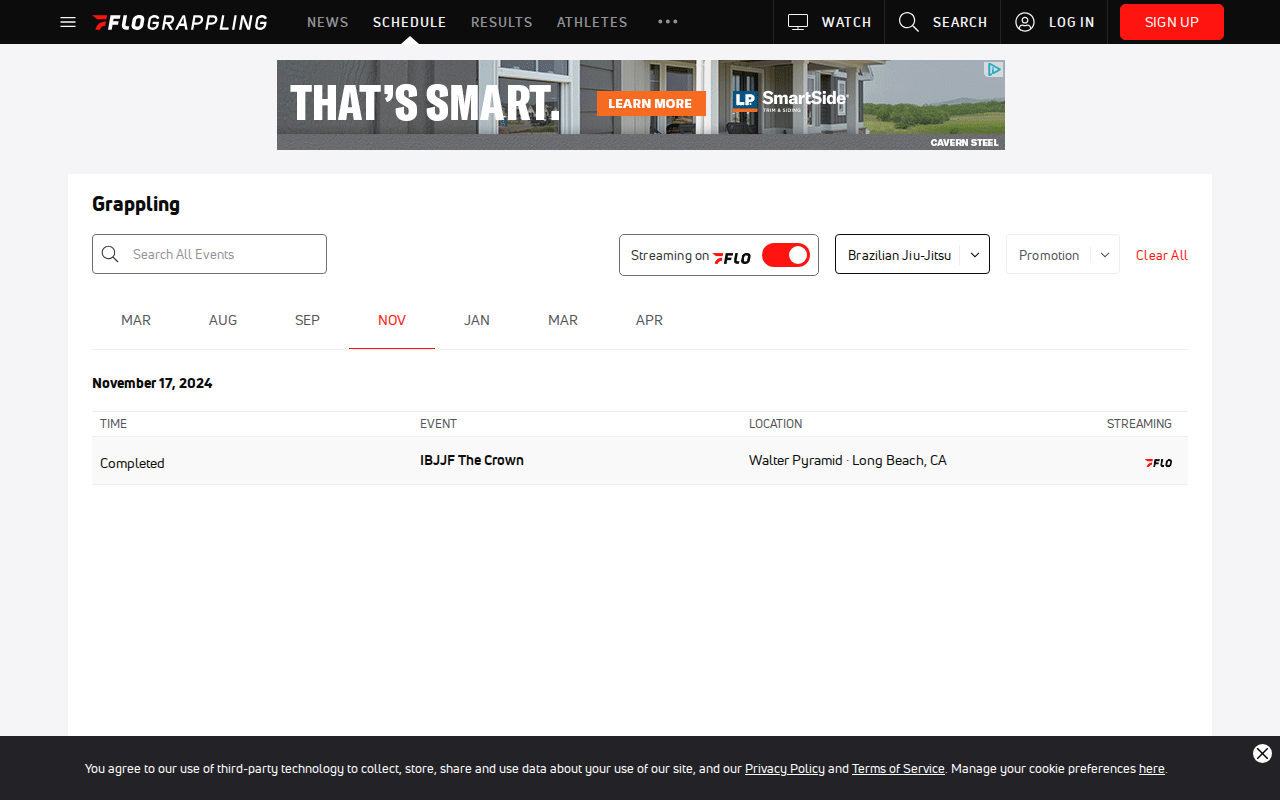 FLOGRAPPLING NEWS SCHEDULE RESULTS ATHLETES ••• WATCH SEARCH LOG IN SIGN UP
THAT'S SMART. LEARN MORE LP SmartSide
TRIM & SIDING
CAVERN STEEL
Grappling
Search All Events Streaming on FLO Brazilian Jiu-Jitsu Promotion Clear All
MAR AUG SEP NOV JAN MAR APR
November 17, 2024
TIME EVENT LOCATION STREAMING
Completed IBJJF The Crown Walter Pyramid · Long Beach, CA FLO
You agree to our use of third-party technology to collect, store, share and use data about your use of our site, and our Privacy Policy and Terms of Service. Manage your cookie preferences here.